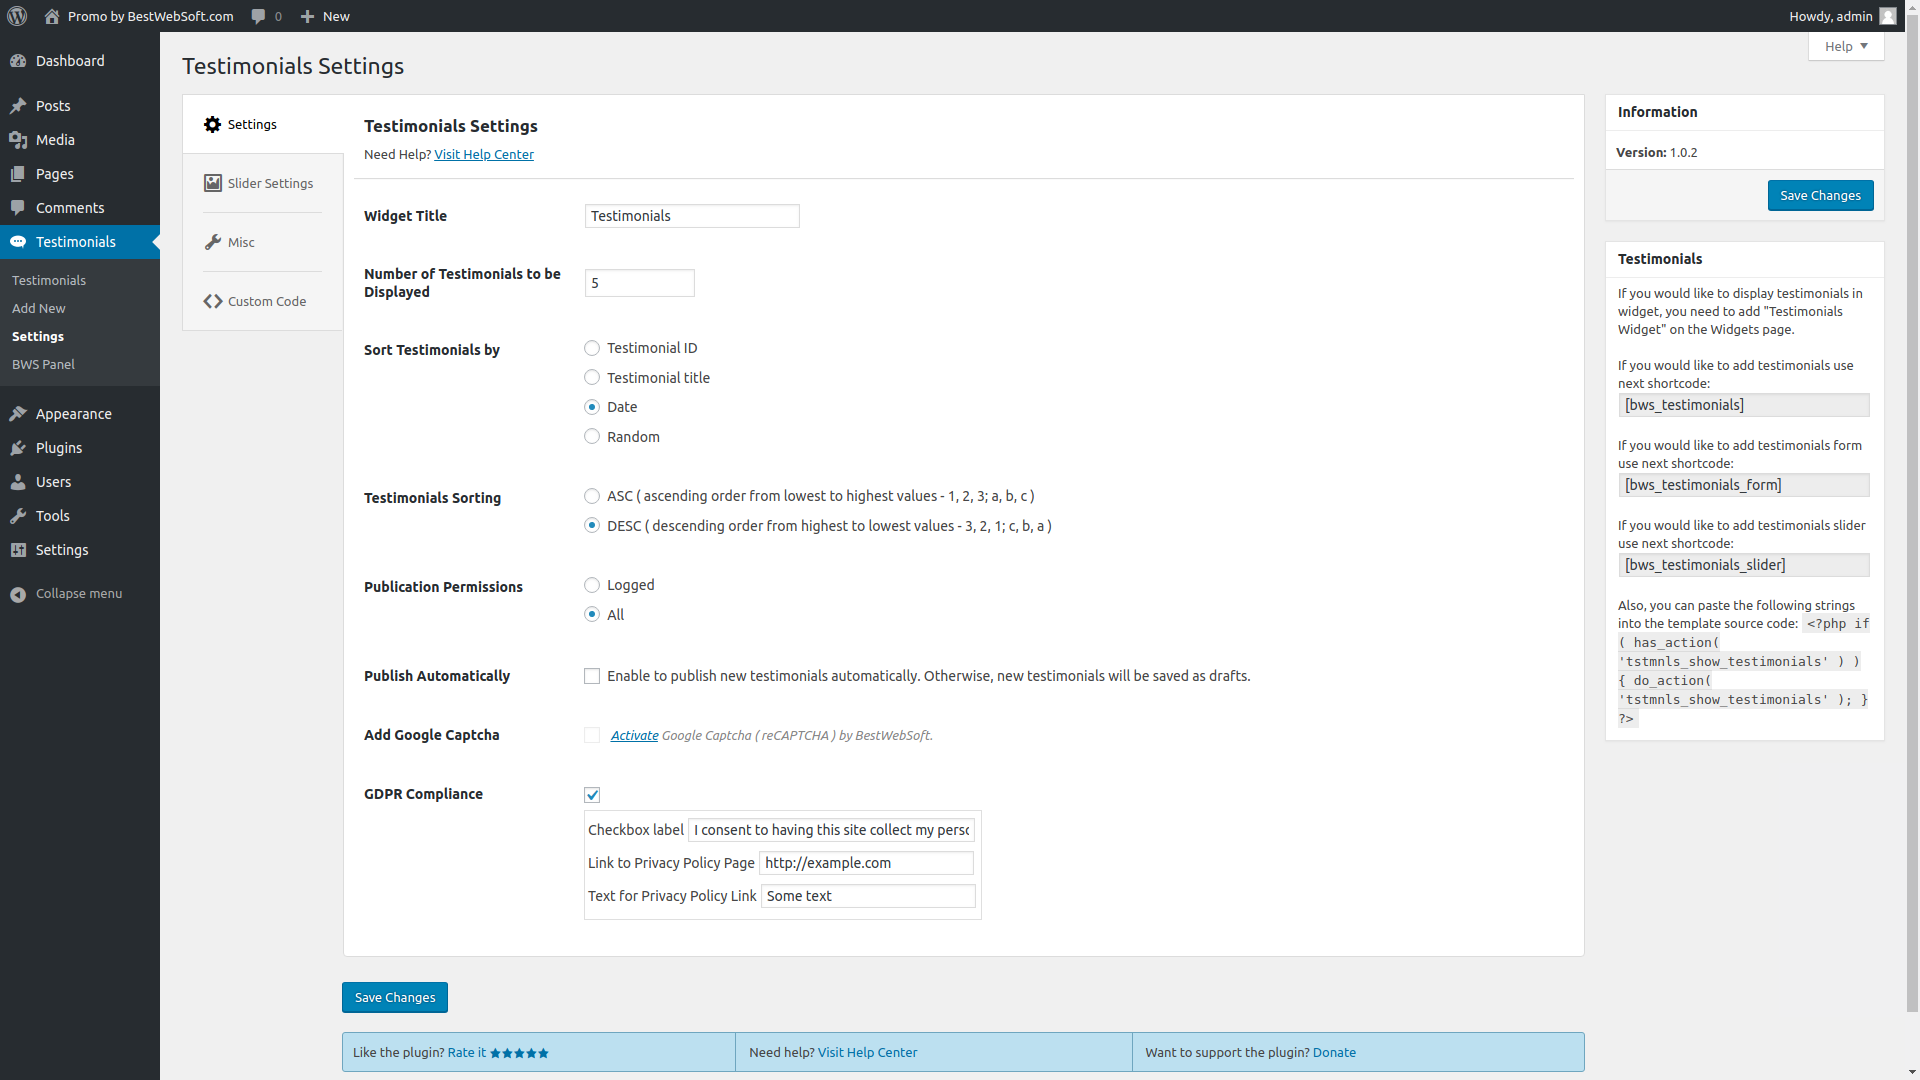 Promo by BestWebSoft.com
0
New
Howdy, admin
Help
Dashboard
Posts
Media
Pages
Comments
Testimonials
Testimonials
Add New
Settings
BWS Panel
Appearance
Plugins
Users
Tools
Settings
Collapse menu
Testimonials Settings
Settings
Slider Settings
Misc
Custom Code
Testimonials Settings
Need Help? Visit Help Center
Widget Title
Testimonials
Number of Testimonials to be
Displayed
5
Sort Testimonials by
Testimonial ID
Testimonial title
Date
Random
Testimonials Sorting
ASC ( ascending order from lowest to highest values - 1, 2, 3; a, b, c )
DESC ( descending order from highest to lowest values - 3, 2, 1; c, b, a )
Publication Permissions
Logged
All
Publish Automatically
Enable to publish new testimonials automatically. Otherwise, new testimonials will be saved as drafts.
Add Google Captcha
Activate Google Captcha ( reCAPTCHA ) by BestWebSoft.
GDPR Compliance
Checkbox label I consent to having this site collect my perso
Link to Privacy Policy Page http://example.com
Text for Privacy Policy Link Some text
Save Changes
Like the plugin? Rate it ★★★★★
Need help? Visit Help Center
Want to support the plugin? Donate
Information
Version: 1.0.2
Save Changes
Testimonials
If you would like to display testimonials in
widget, you need to add "Testimonials
Widget" on the Widgets page.
If you would like to add testimonials use
next shortcode:
[bws_testimonials]
If you would like to add testimonials form
use next shortcode:
[bws_testimonials_form]
If you would like to add testimonials slider
use next shortcode:
[bws_testimonials_slider]
Also, you can paste the following strings
into the template source code: <?php if
( has_action(
'tstmnls_show_testimonials' ) )
{ do_action(
'tstmnls_show_testimonials' ); }
?>